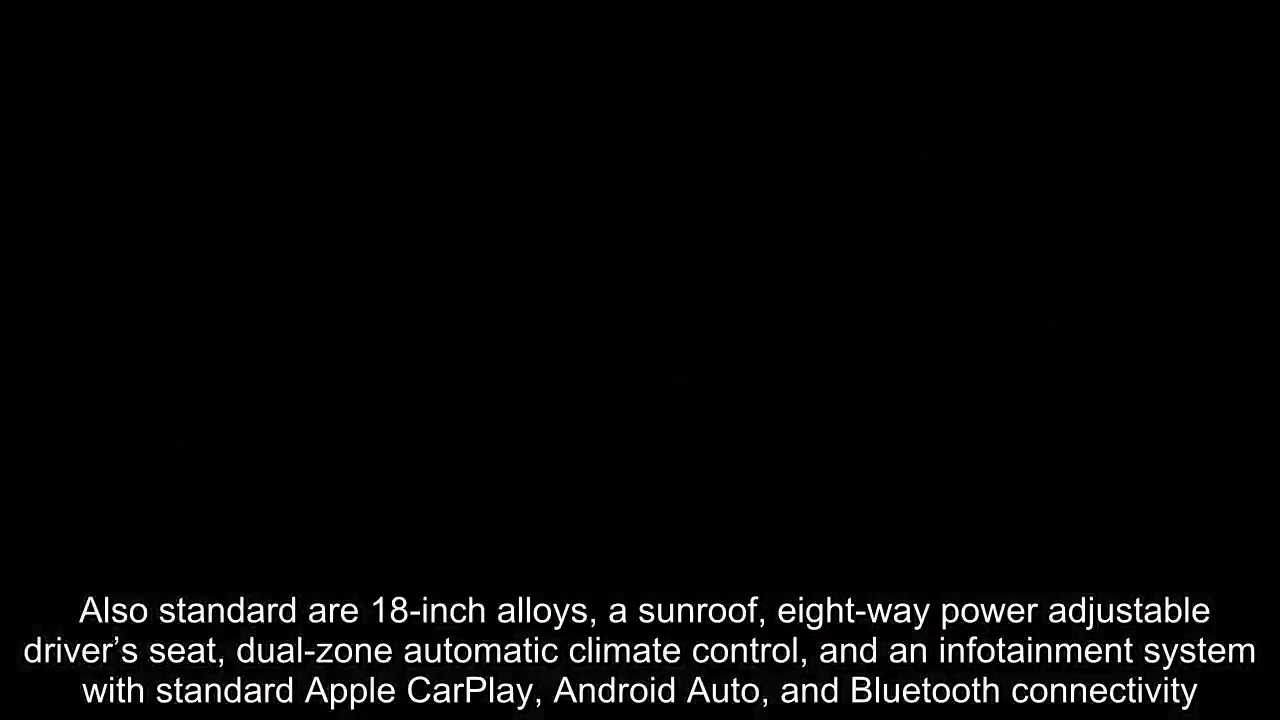 Also standard are 18-inch alloys, a sunroof, eight-way power adjustable
driver’s seat, dual-zone automatic climate control, and an infotainment system
with standard Apple CarPlay, Android Auto, and Bluetooth connectivity